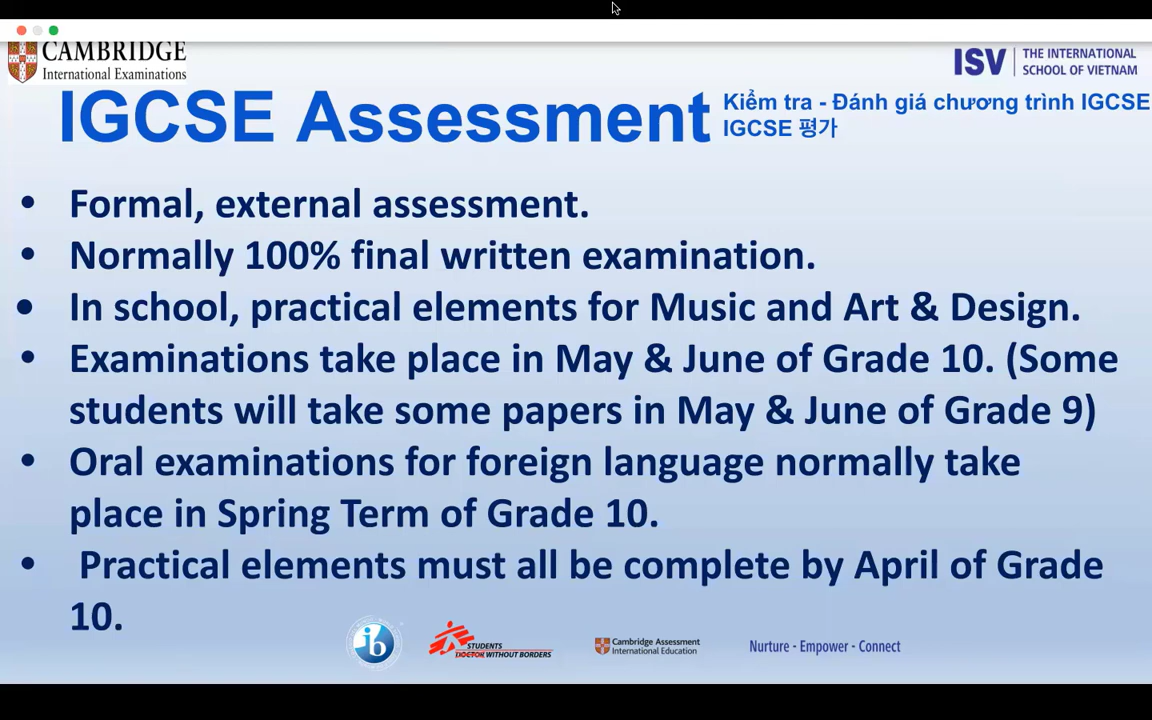 CAMBRIDGE
International Examinations
ISV
THE INTERNATIONAL
SCHOOL OF VIETNAM
IGCSE Assessment
Kiểm tra - Đánh giá chương trình IGCSE
IGCSE 평가
• Formal, external assessment.
• Normally 100% final written examination.
• In school, practical elements for Music and Art & Design.
• Examinations take place in May & June of Grade 10. (Some
students will take some papers in May & June of Grade 9)
• Oral examinations for foreign language normally take
place in Spring Term of Grade 10.
• Practical elements must all be complete by April of Grade
10.
ib
STUDENTS
DOCTOR WITHOUT BORDERS
Cambridge Assessment
International Education
Nurture - Empower - Connect